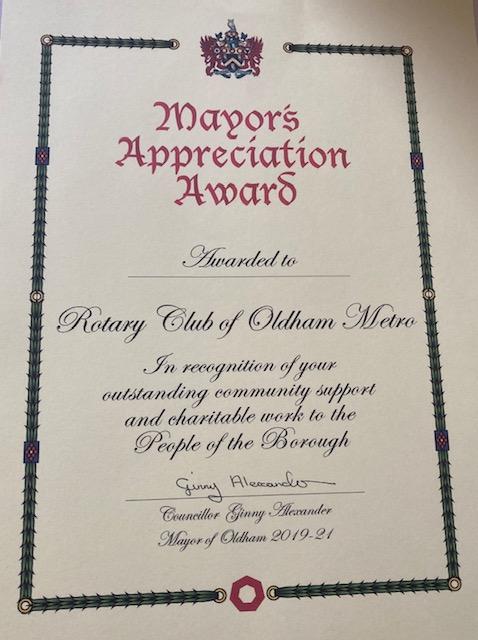 Mayor's
Appreciation
Award
Awarded to
Rotary Club of Oldham Metro
In recognition of your
outstanding community support
and charitable work to the
People of the Borough
Ginny Alexander
Councillor Ginny Alexander
Mayor of Oldham 2019-21